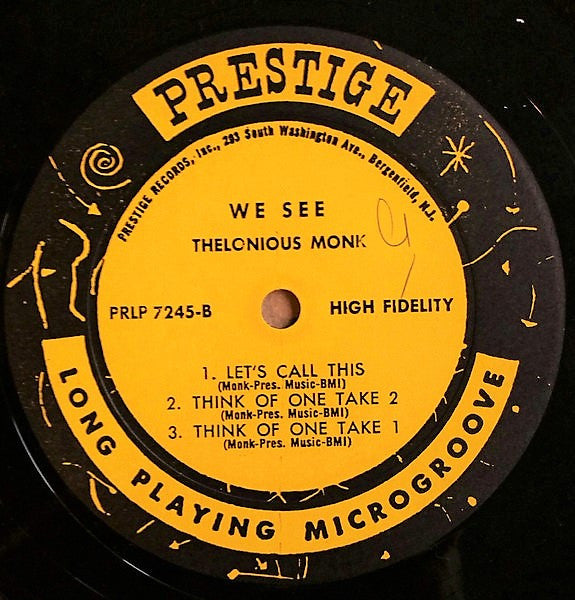 PRESTIGE
PRESTIGE RECORDS, Inc., 203 South Washington Ave., Bergenfield, N.J.
WE SEE
THELONIOUS MONK
PRLP 7245-B
HIGH FIDELITY
1. LET'S CALL THIS
(Monk-Pres. Music-BMI)
2. THINK OF ONE TAKE 2
(Monk-Pres. Music-BMI)
3. THINK OF ONE TAKE 1
(Monk-Pres. Music-BMI)
LONG PLAYING MICROGROOVE